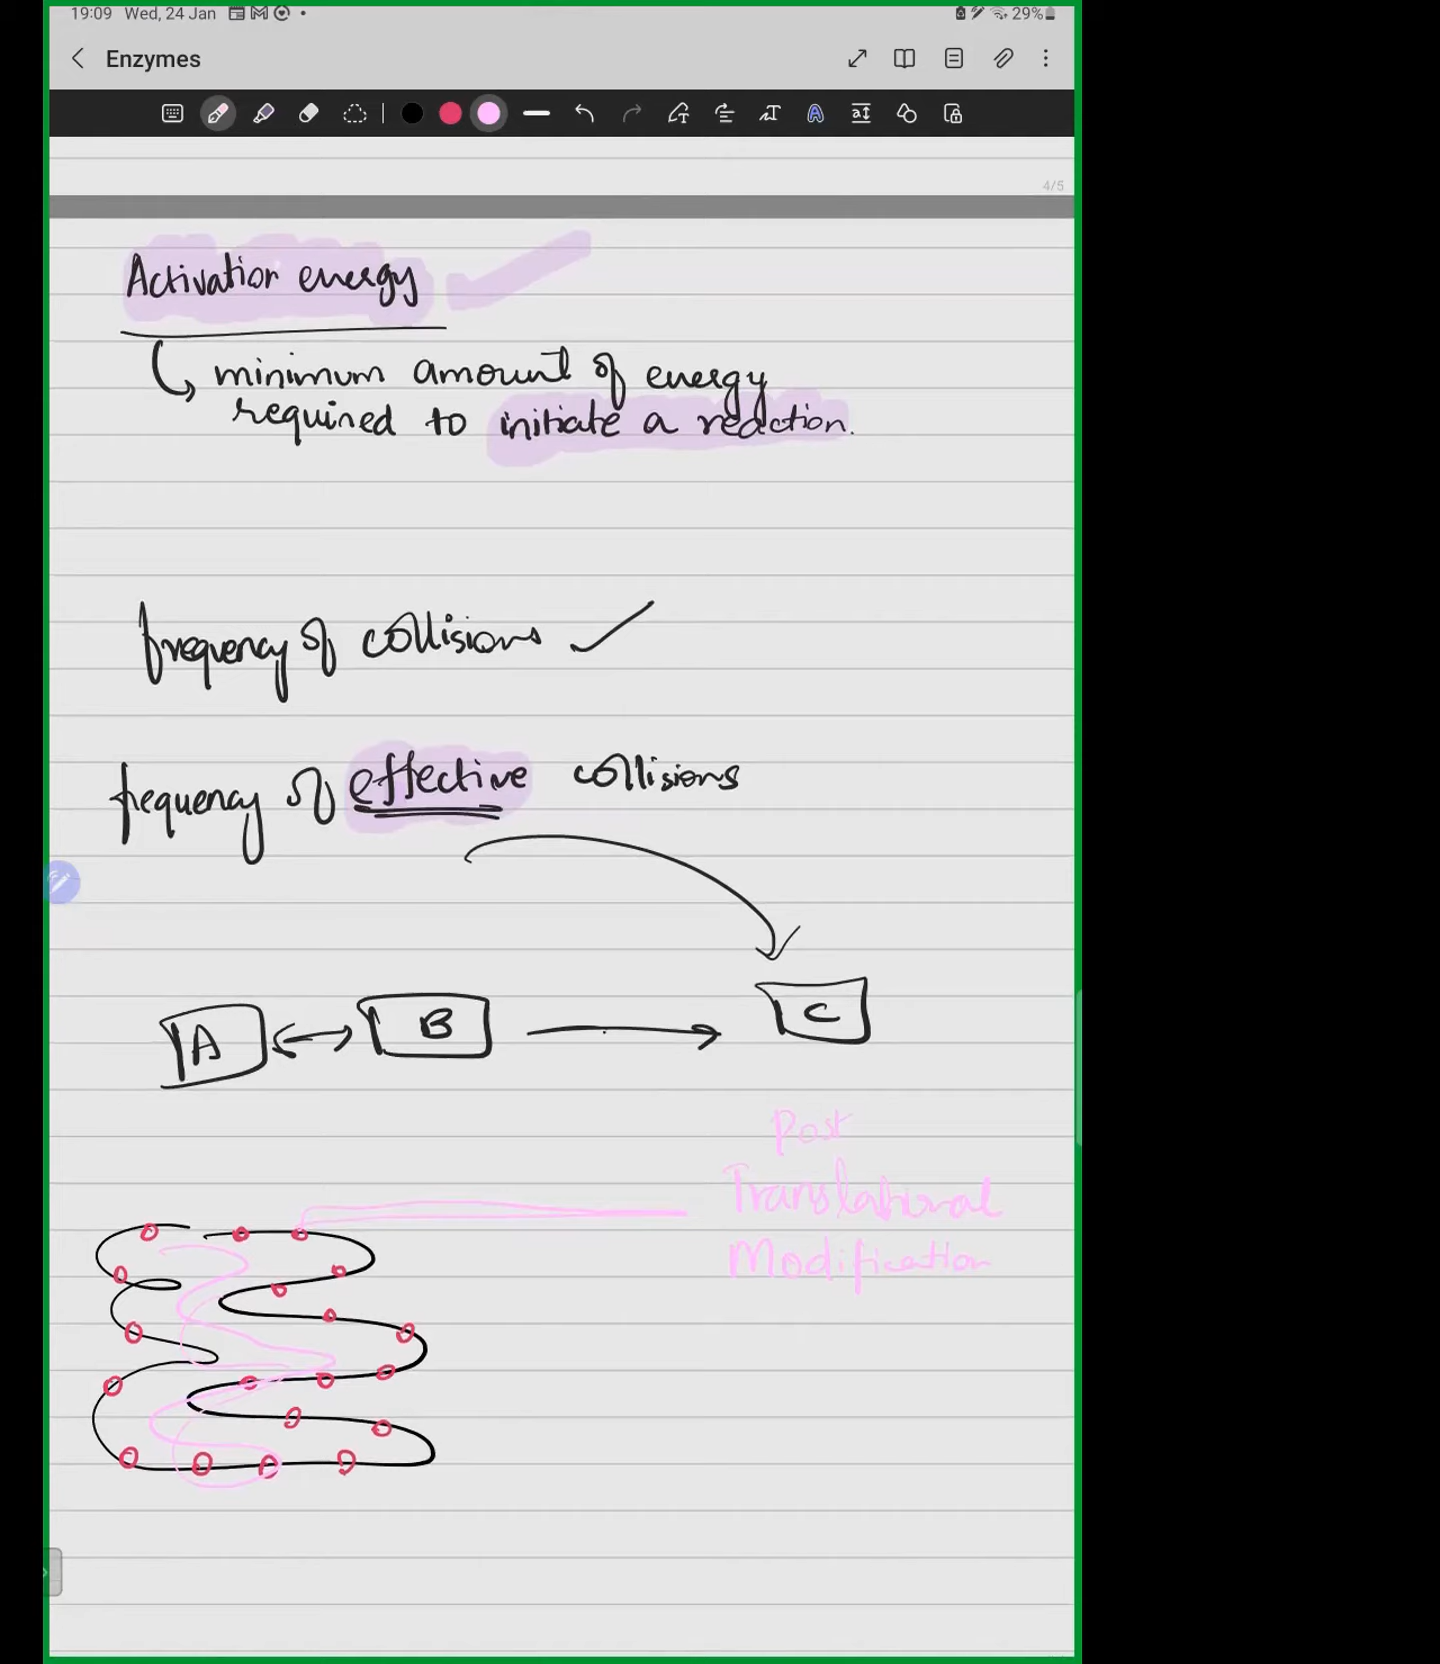 19:09 Wed, 24 Jan 29%
Enzymes
4/5
Activation energy
minimum amount of energy
required to initiate a reaction.
frequency of collisions
frequency of effective collisions
A B C
Post
Translational
Modification